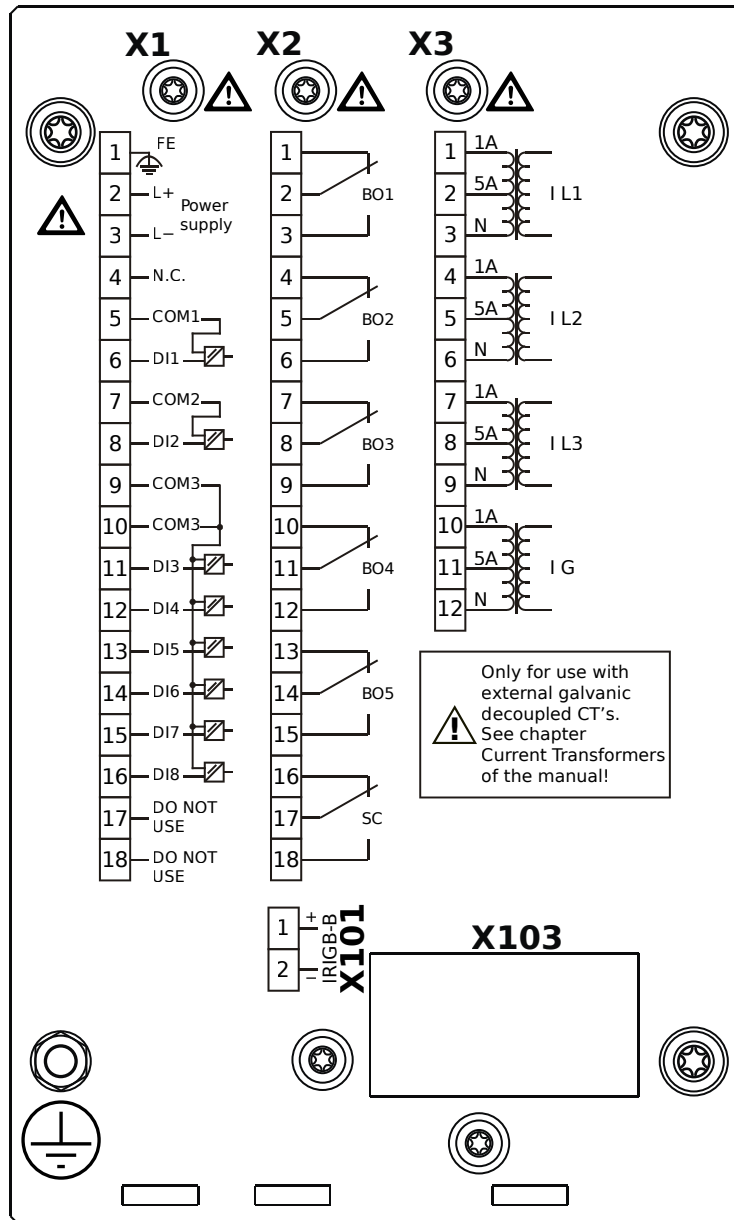 X1 X2 X3
1 FE
2 L+
Power
supply
3 L−
4 N.C.
5 COM1
6 DI1
7 COM2
8 DI2
9 COM3
10 COM3
11 DI3
12 DI4
13 DI5
14 DI6
15 DI7
16 DI8
17 DO NOT
USE
18 DO NOT
USE
1
2 BO1
3
4
5 BO2
6
7
8 BO3
9
10
11 BO4
12
13
14 BO5
15
16
17 SC
18
1 1A
2 5A I L1
3 N
4 1A
5 5A I L2
6 N
7 1A
8 5A I L3
9 N
10 1A
11 5A I G
12 N
!
!
!
!
!
Only for use with
external galvanic
decoupled CT's.
See chapter
Current Transformers
of the manual!
1 +
2 −
IRIGB-B
X101
X103